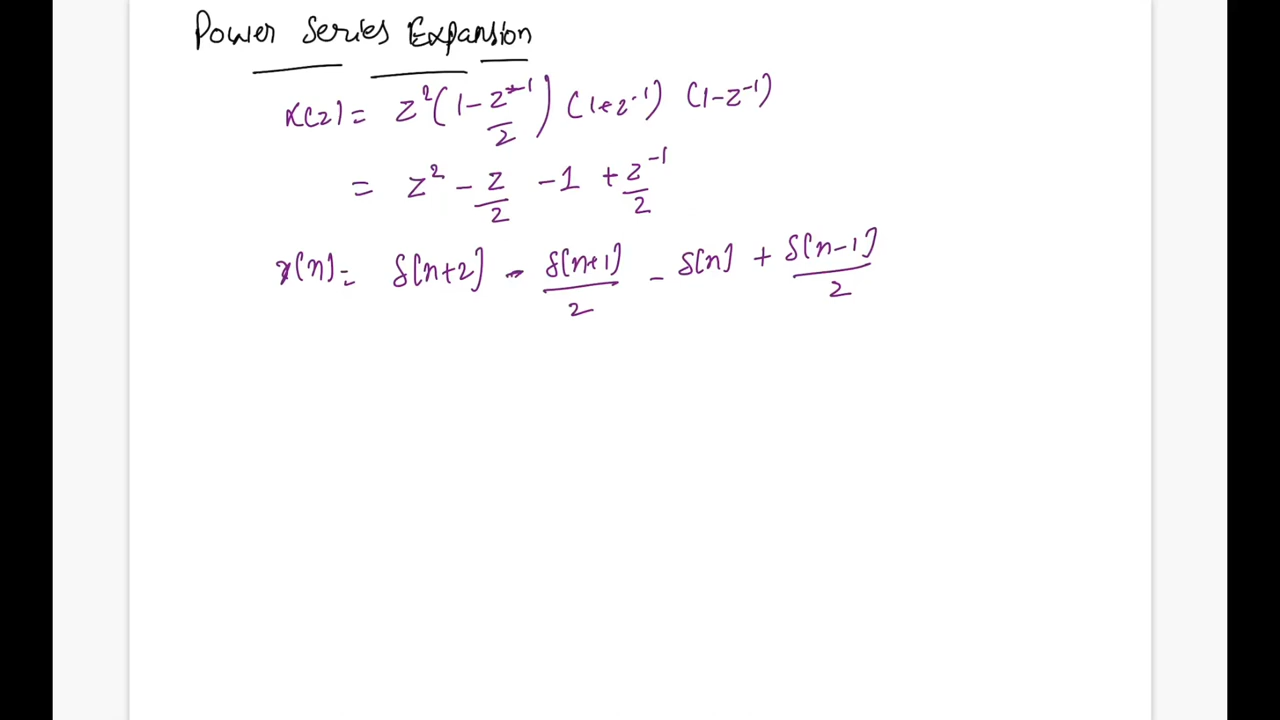 Power Series Expansion
X(z) = z²(1 - z⁻¹/2) (1+z⁻¹) (1-z⁻¹)
= z² - z/2 - 1 + z⁻¹/2
x[n] = δ[n+2] - δ[n+1]/2 - δ[n] + δ[n-1]/2